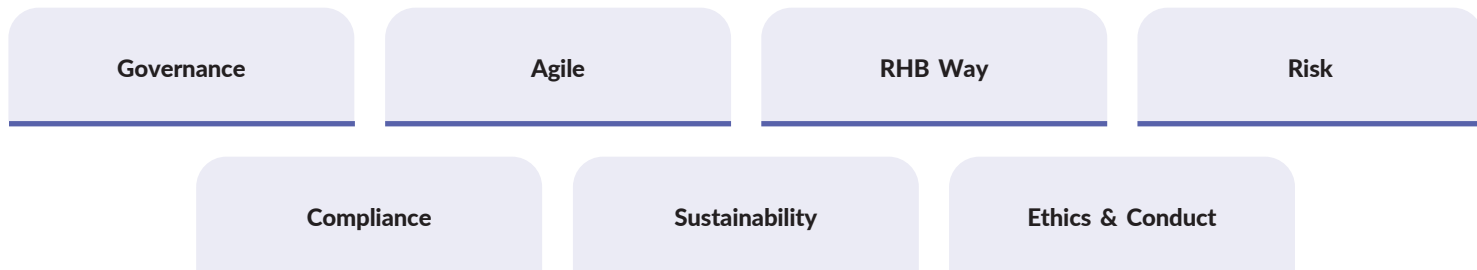 Governance
Agile
RHB Way
Risk
Compliance
Sustainability
Ethics & Conduct